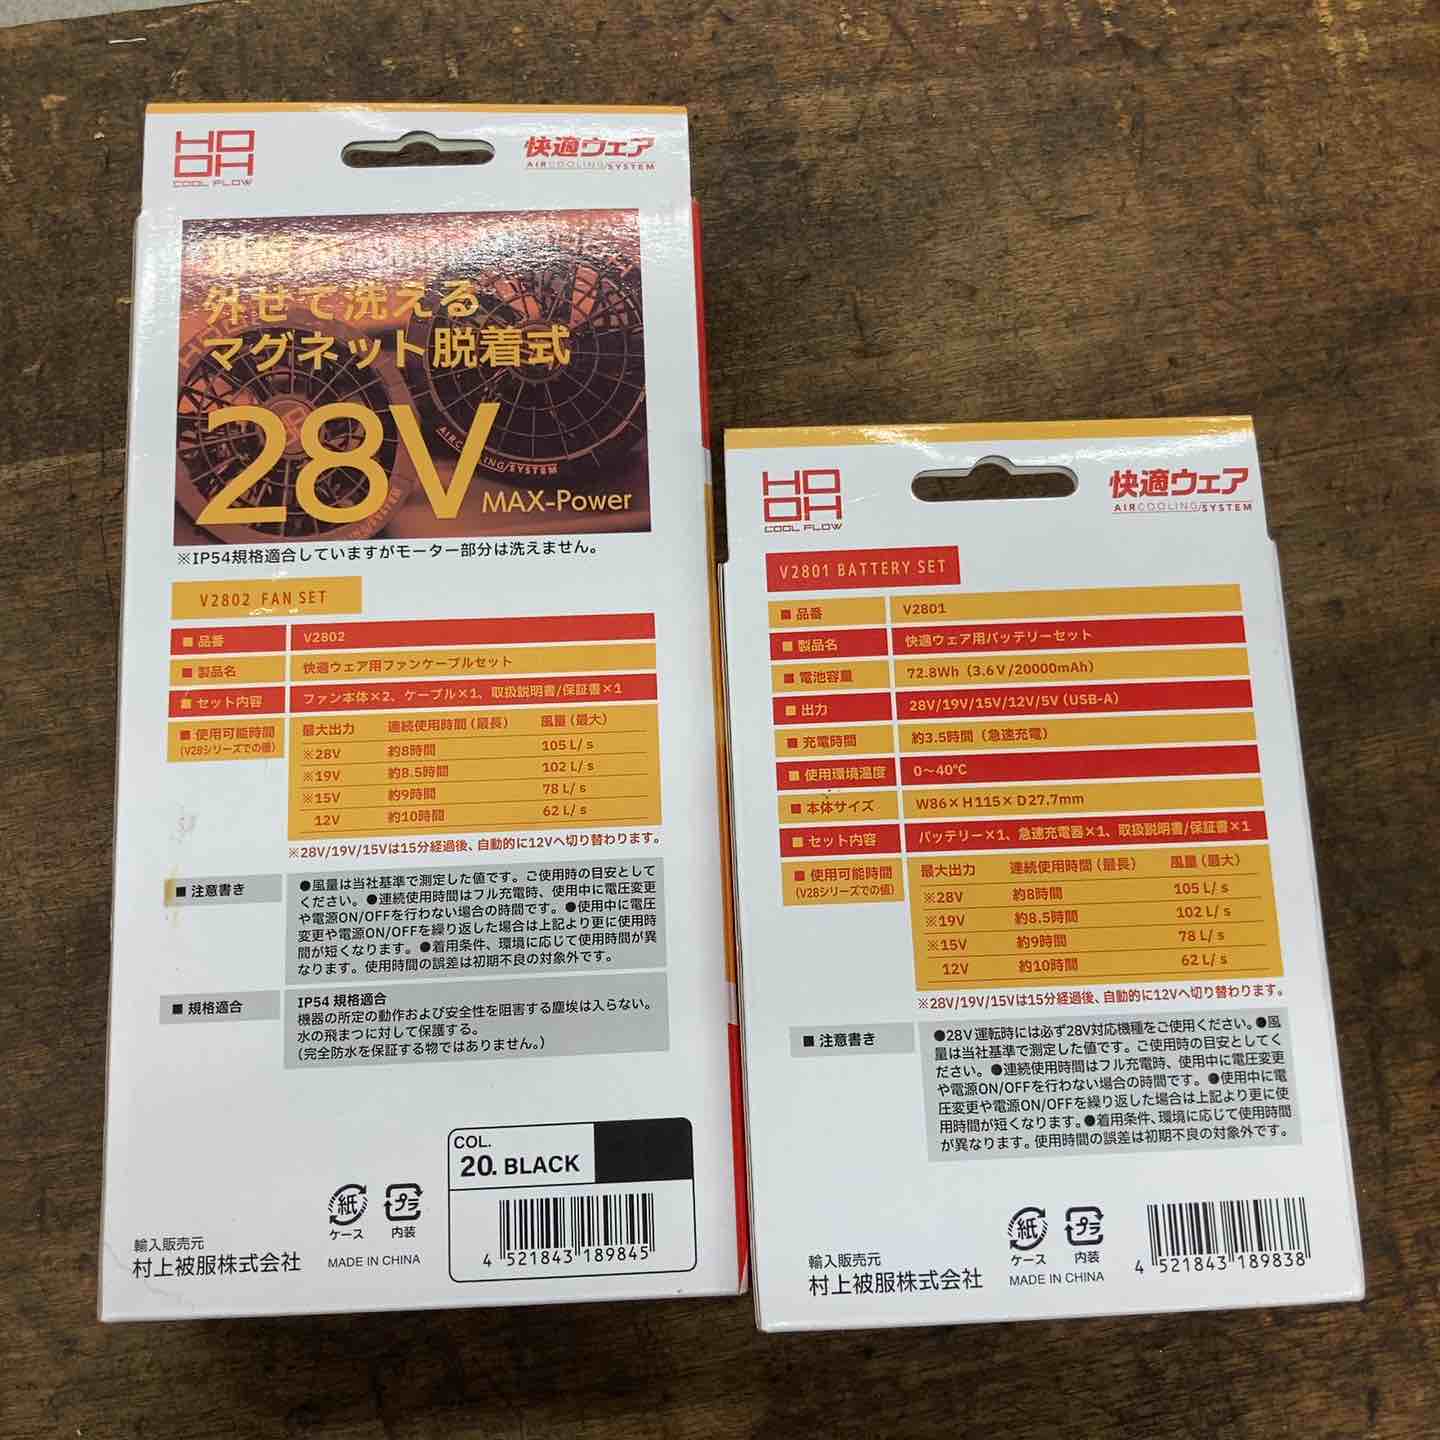 HO
OH
COOL FLOW
快適ウェア
AIRCOOLING/SYSTEM
外せて洗える
マグネット脱着式
28V MAX-Power
AIRCOOLING/SYSTEM
※IP54規格適合していますがモーター部分は洗えません。
V2802 FAN SET
■品番 V2802
■製品名 快適ウェア用ファンケーブルセット
■セット内容 ファン本体×2、ケーブル×1、取扱説明書/保証書×1
■使用可能時間
(V28シリーズでの値)
最大出力 連続使用時間(最長) 風量(最大)
※28V 約8時間 105 L/s
※19V 約8.5時間 102 L/s
※15V 約9時間 78 L/s
12V 約10時間 62 L/s
※28V/19V/15Vは15分経過後、自動的に12Vへ切り替わります。
■注意書き
●風量は当社基準で測定した値です。ご使用時の目安として
ください。●連続使用時間はフル充電時、使用中に電圧変更
や電源ON/OFFを行わない場合の時間です。●使用中に電圧
変更や電源ON/OFFを繰り返した場合は上記より更に使用時
間が短くなります。●着用条件、環境に応じて使用時間が異
なります。使用時間の誤差は初期不良の対象外です。
■規格適合
IP54 規格適合
機器の所定の動作および安全性を阻害する塵埃は入らない。
水の飛まつに対して保護する。
(完全防水を保証する物ではありません。)
COL.
20. BLACK
4 521843 189845
紙
ケース
プラ
内装
輸入販売元
村上被服株式会社
MADE IN CHINA
HO
OH
COOL FLOW
快適ウェア
AIRCOOLING/SYSTEM
V2801 BATTERY SET
■品番 V2801
■製品名 快適ウェア用バッテリーセット
■電池容量 72.8Wh (3.6V/20000mAh)
■出力 28V/19V/15V/12V/5V (USB-A)
■充電時間 約3.5時間(急速充電)
■使用環境温度 0〜40℃
■本体サイズ W86×H115×D27.7mm
■セット内容 バッテリー×1、急速充電器×1、取扱説明書/保証書×1
■使用可能時間
(V28シリーズでの値)
最大出力 連続使用時間(最長) 風量(最大)
※28V 約8時間 105 L/s
※19V 約8.5時間 102 L/s
※15V 約9時間 78 L/s
12V 約10時間 62 L/s
※28V/19V/15Vは15分経過後、自動的に12Vへ切り替わります。
■注意書き
●28V運転時には必ず28V対応機種をご使用ください。●風
量は当社基準で測定した値です。ご使用時の目安としてく
ださい。●連続使用時間はフル充電時、使用中に電圧変更
や電源ON/OFFを行わない場合の時間です。●使用中に電
圧変更や電源ON/OFFを繰り返した場合は上記より更に使
用時間が短くなります。●着用条件、環境に応じて使用時間
が異なります。使用時間の誤差は初期不良の対象外です。
紙
ケース
プラ
内装
輸入販売元
村上被服株式会社
MADE IN CHINA
4 521843 189838